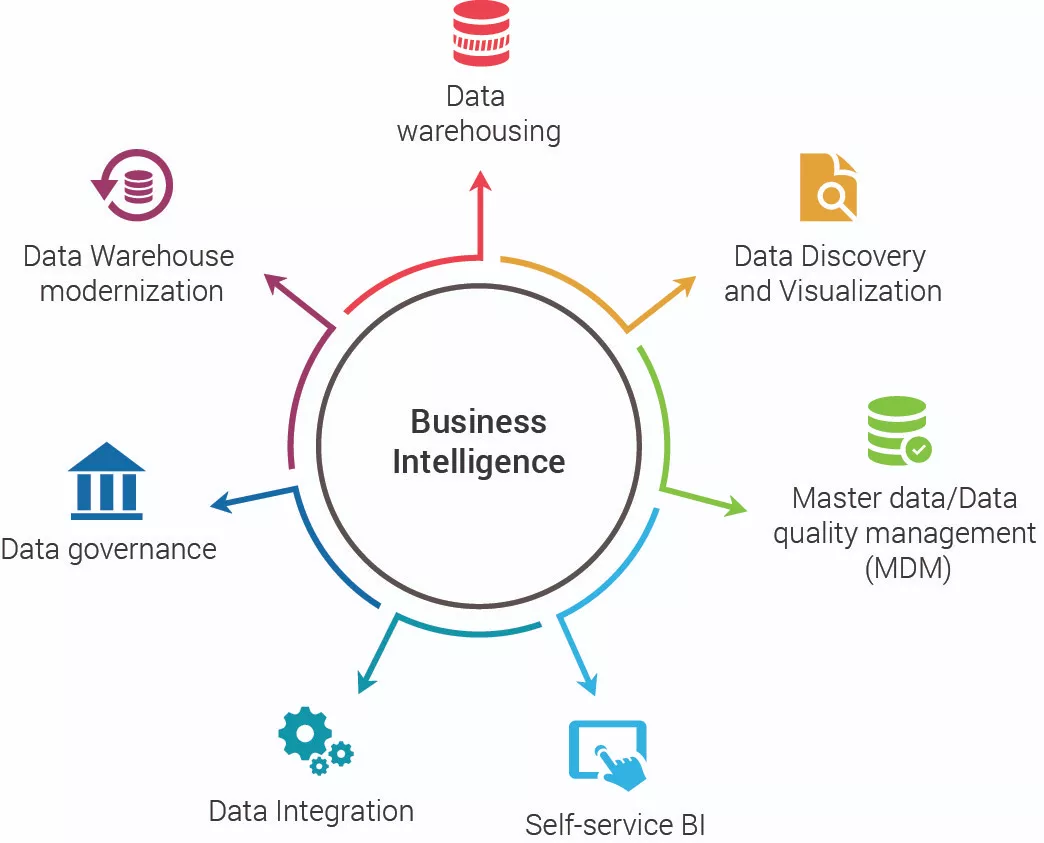 Data
warehousing
Data Discovery
and Visualization
Master data/Data
quality management
(MDM)
Self-service BI
Data Integration
Data governance
Data Warehouse
modernization
Business
Intelligence